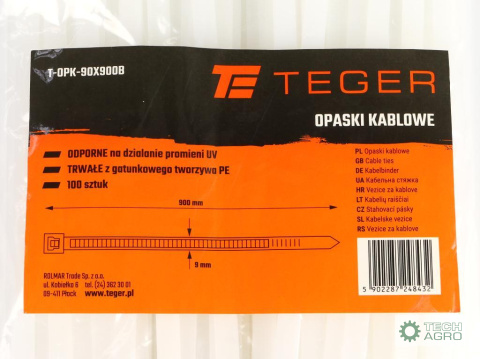 T-OPK-90X900B
TEGER
OPASKI KABLOWE
ODPORNE na działanie promieni UV
TRWAŁE z gatunkowego tworzywa PE
100 sztuk
PL Opaski kablowe
GB Cable ties
DE Kabelbinder
UA Кабельна стяжка
HR Vezice za kablove
LT Kabelių raiščiai
CZ Stahovací pásky
SL Kabelske vezice
RS Vezice za kablove
900 mm
9 mm
ROLMAR Trade Sp. z o.o.
ul. Kobiałka 6 tel. (24) 362 30 01
09-411 Płock www.teger.pl
5 902287 248432
TECH
AGRO